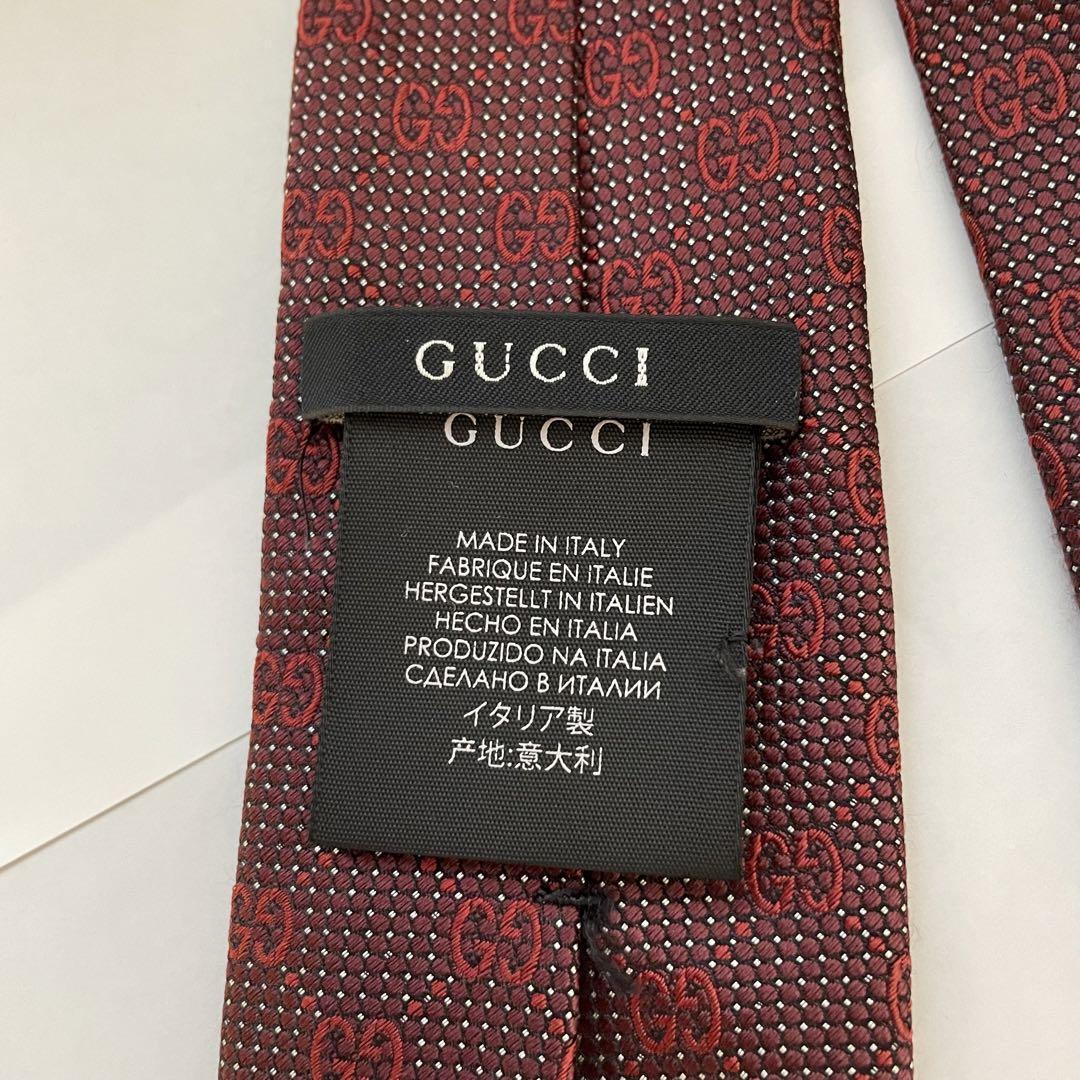 GUCCI
GUCCI
MADE IN ITALY
FABRIQUE EN ITALIE
HERGESTELLT IN ITALIEN
HECHO EN ITALIA
PRODUZIDO NA ITALIA
СДЕЛАНО В ИТАЛИИ
イタリア製
产地:意大利